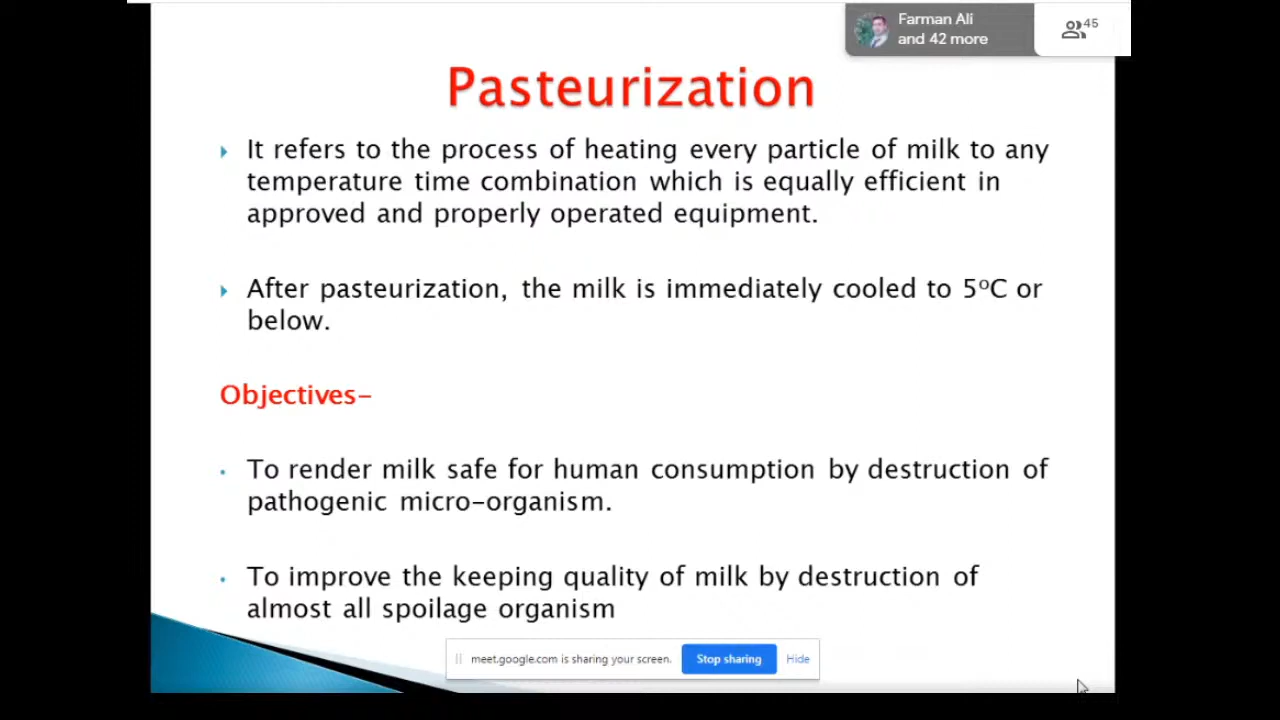 Farman Ali
and 42 more
45
Pasteurization
It refers to the process of heating every particle of milk to any
temperature time combination which is equally efficient in
approved and properly operated equipment.
After pasteurization, the milk is immediately cooled to 5⁰C or
below.
Objectives-
To render milk safe for human consumption by destruction of
pathogenic micro-organism.
To improve the keeping quality of milk by destruction of
almost all spoilage organism
meet.google.com is sharing your screen. Stop sharing Hide